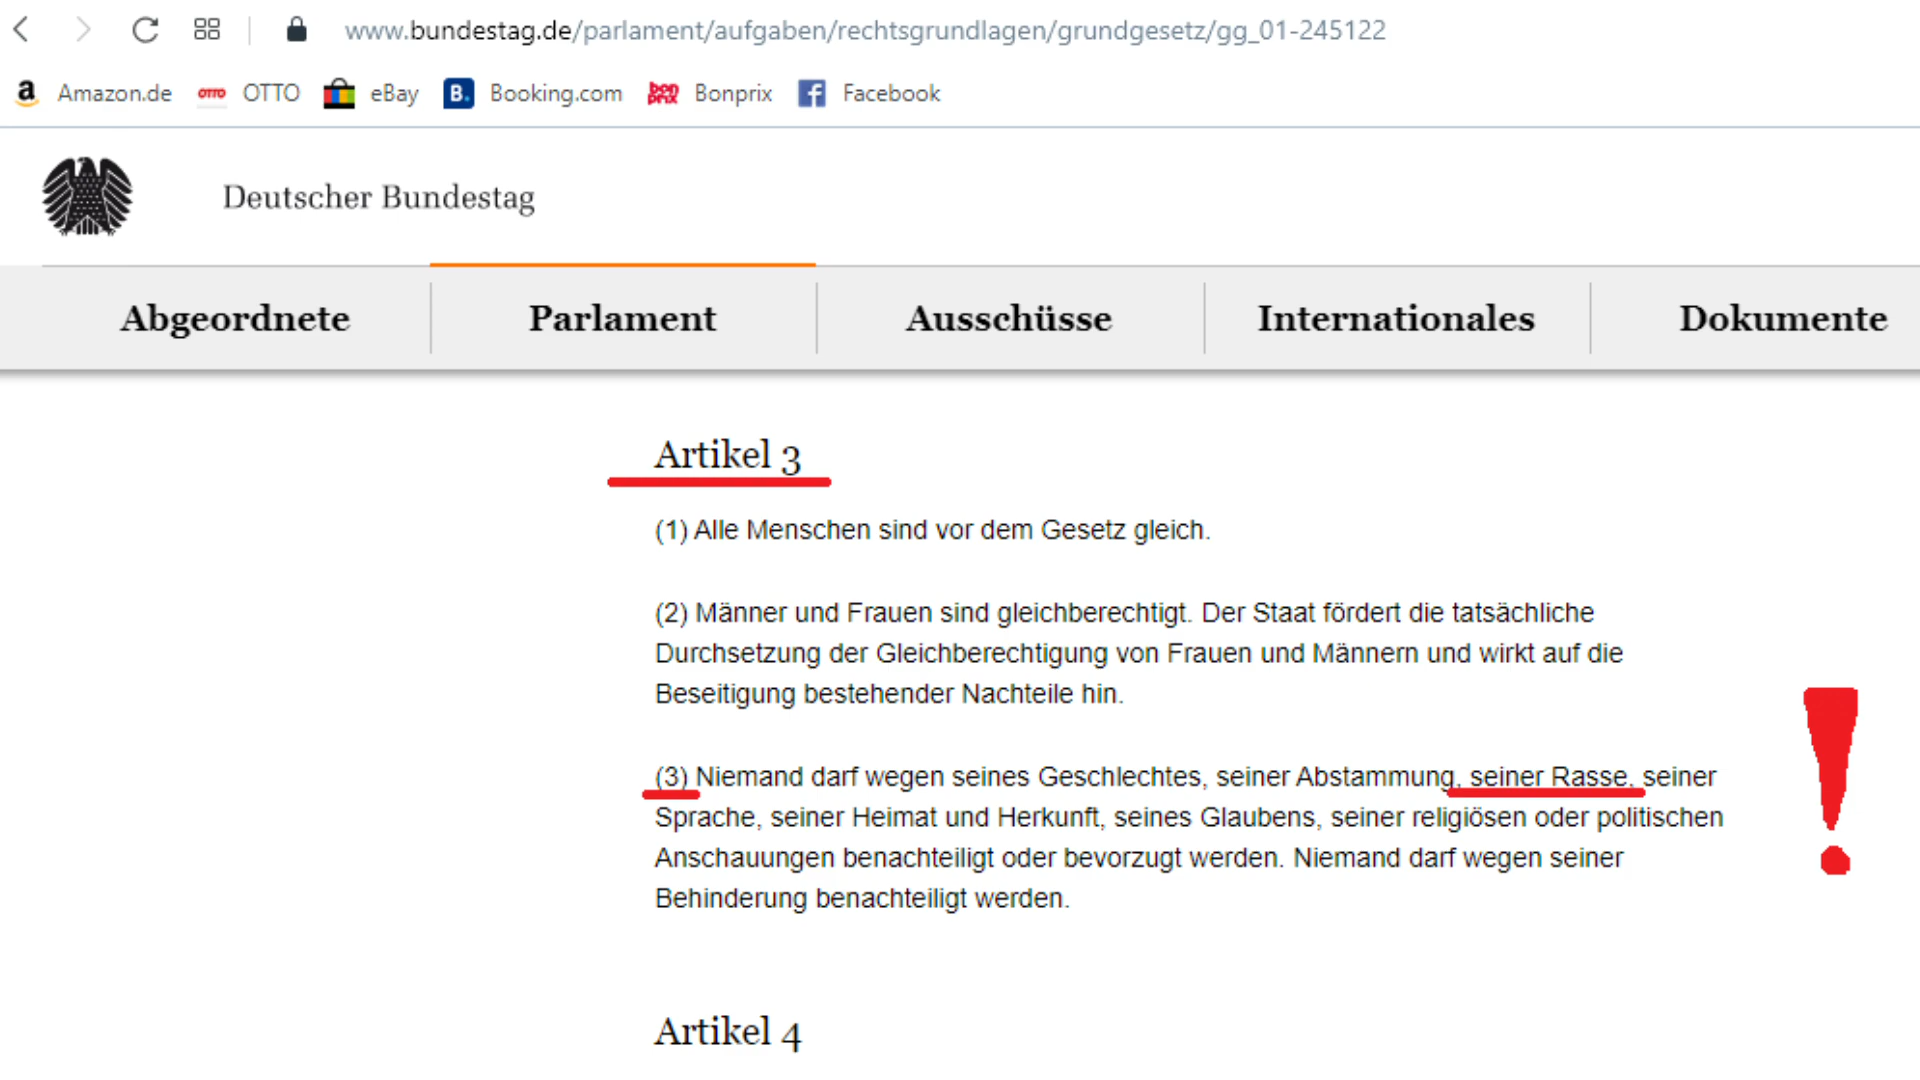 www.bundestag.de/parlament/aufgaben/rechtsgrundlagen/grundgesetz/gg_01-245122
a Amazon.de OTTO OTTO eBay B. Booking.com bon prix Bonprix f Facebook
Deutscher Bundestag
Abgeordnete Parlament Ausschüsse Internationales Dokumente
Artikel 3
(1) Alle Menschen sind vor dem Gesetz gleich.
(2) Männer und Frauen sind gleichberechtigt. Der Staat fördert die tatsächliche
Durchsetzung der Gleichberechtigung von Frauen und Männern und wirkt auf die
Beseitigung bestehender Nachteile hin.
(3) Niemand darf wegen seines Geschlechtes, seiner Abstammung, seiner Rasse, seiner
Sprache, seiner Heimat und Herkunft, seines Glaubens, seiner religiösen oder politischen
Anschauungen benachteiligt oder bevorzugt werden. Niemand darf wegen seiner
Behinderung benachteiligt werden.
!
Artikel 4